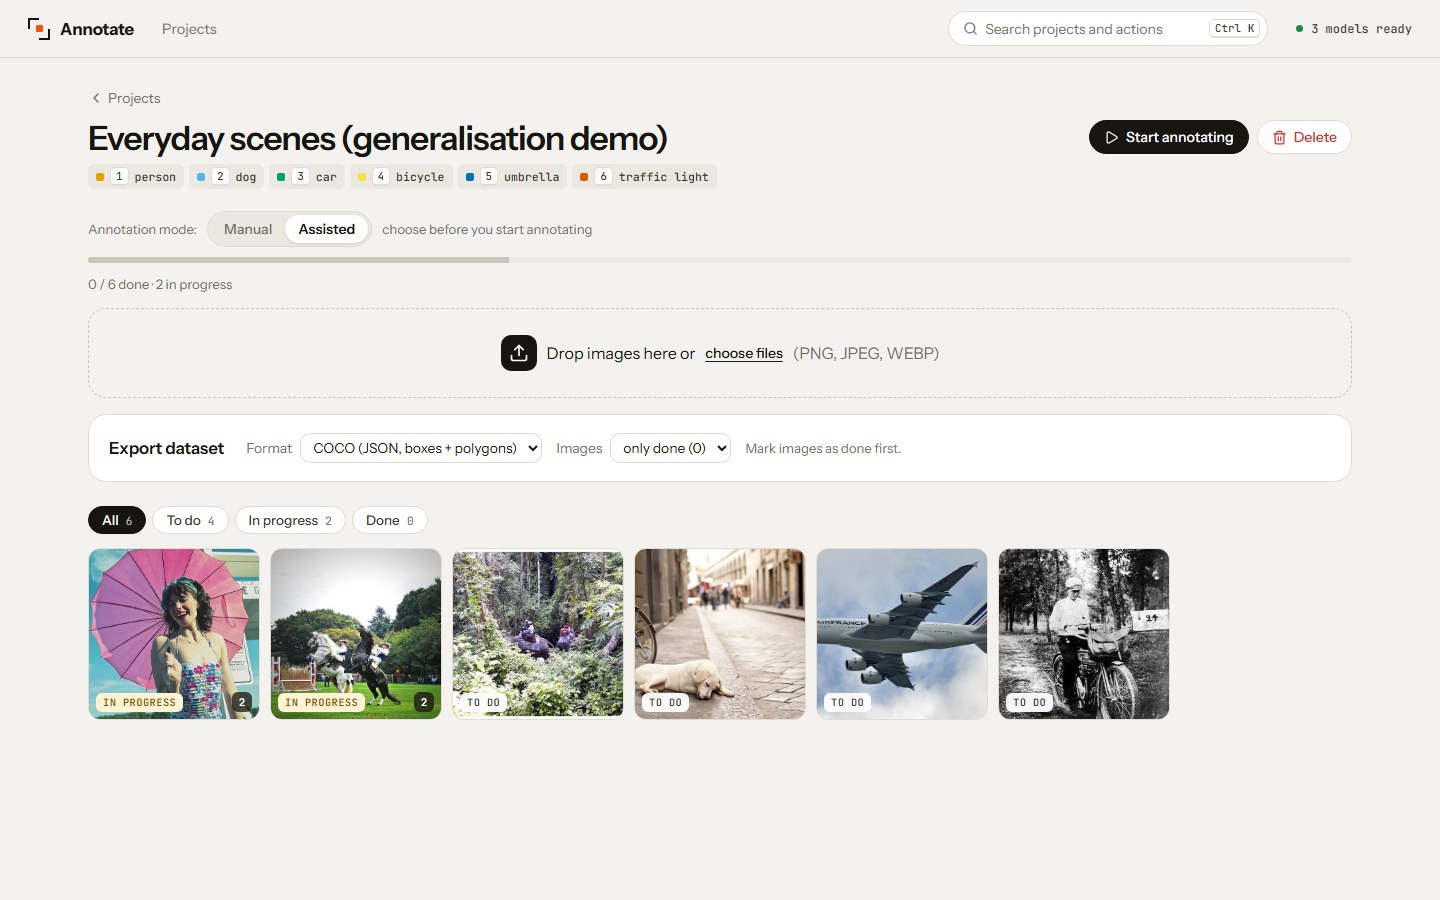 Annotate Projects Search projects and actions Ctrl K 3 models ready
Projects
Everyday scenes (generalisation demo) Start annotating Delete
1 person 2 dog 3 car 4 bicycle 5 umbrella 6 traffic light
Annotation mode: Manual Assisted choose before you start annotating
0 / 6 done · 2 in progress
Drop images here or choose files (PNG, JPEG, WEBP)
Export dataset Format COCO (JSON, boxes + polygons) Images only done (0) Mark images as done first.
All 6 To do 4 In progress 2 Done 0
AIRFRANCE
24
IN PROGRESS 2 IN PROGRESS 2 TO DO TO DO TO DO TO DO